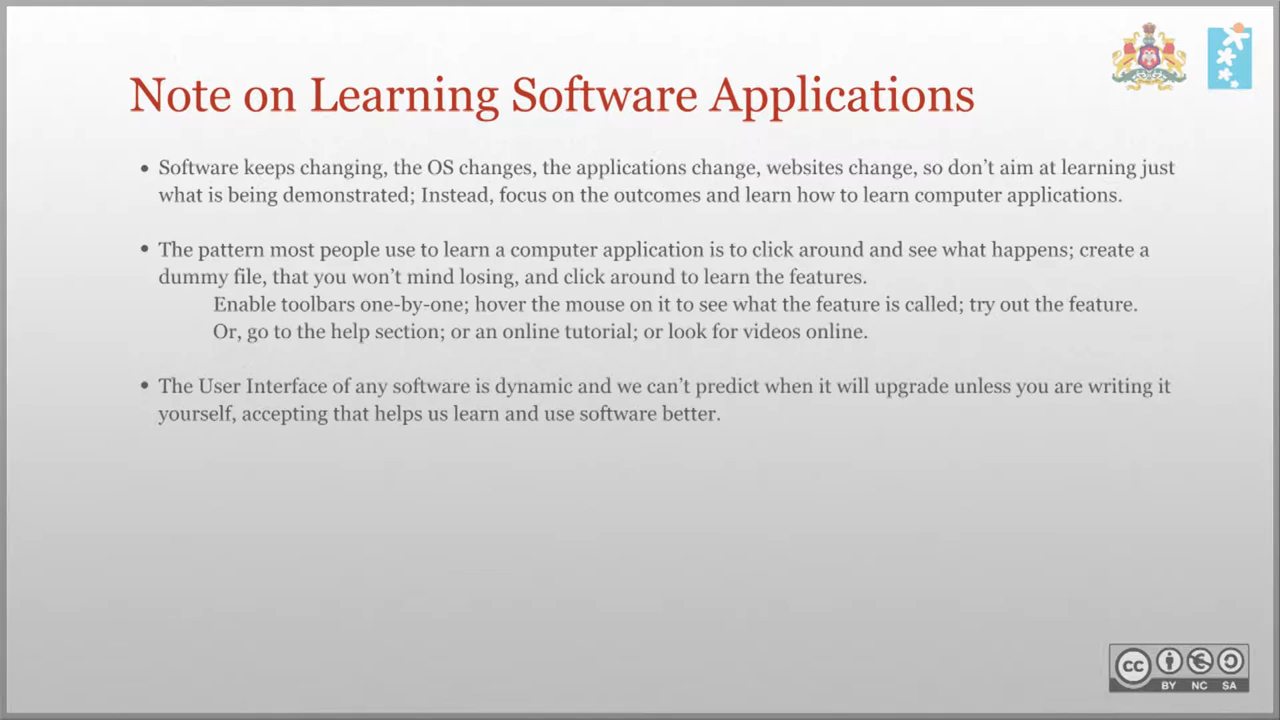 Note on Learning Software Applications
• Software keeps changing, the OS changes, the applications change, websites change, so don’t aim at learning just
what is being demonstrated; Instead, focus on the outcomes and learn how to learn computer applications.
• The pattern most people use to learn a computer application is to click around and see what happens; create a
dummy file, that you won’t mind losing, and click around to learn the features.
Enable toolbars one-by-one; hover the mouse on it to see what the feature is called; try out the feature.
Or, go to the help section; or an online tutorial; or look for videos online.
• The User Interface of any software is dynamic and we can’t predict when it will upgrade unless you are writing it
yourself, accepting that helps us learn and use software better.
cc
BY NC SA